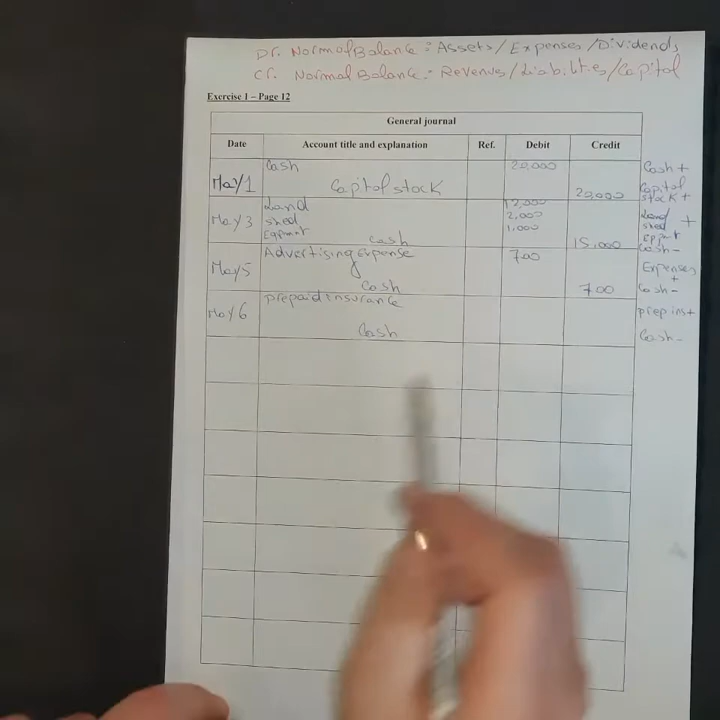 Dr. Normal Balance: Assets/Expenses/Dividends
Cr. Normal Balance: Revenus/Liabilities/Capital
Exercise 1 – Page 12
General journal
Date Account title and explanation Ref. Debit Credit
May 1 Cash 20,000 Cash +
Capital stock 20,000 Capital stock +
May 3 Land 12,000 Land +
shed 2,000 shed
Eqpment 1,000 Eqp't
cash 15,000 Cash -
May 5 Advertising Expense 700 Expenses +
Cash 700 Cash -
May 6 prepaid insurance prep ins +
Cash Cash -